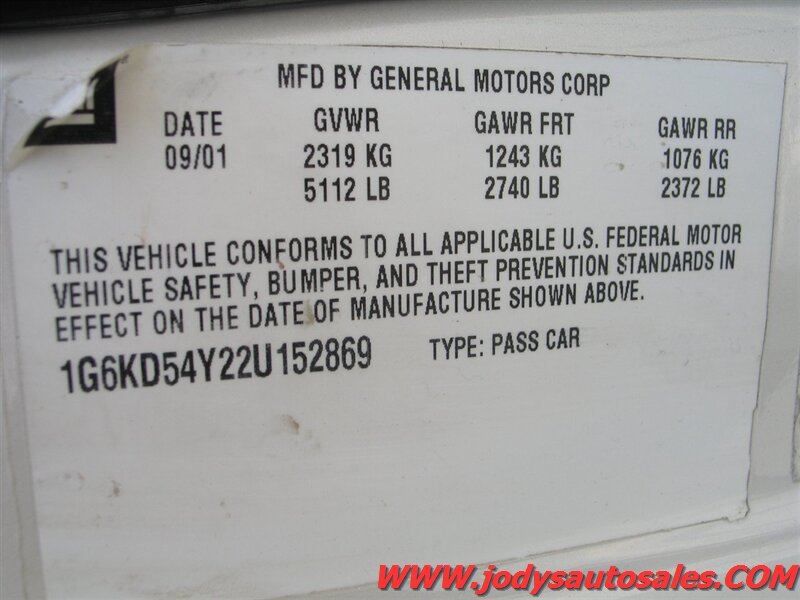 MFD BY GENERAL MOTORS CORP
DATE GVWR GAWR FRT GAWR RR
09/01 2319 KG 1243 KG 1076 KG
5112 LB 2740 LB 2372 LB
THIS VEHICLE CONFORMS TO ALL APPLICABLE U.S. FEDERAL MOTOR
VEHICLE SAFETY, BUMPER, AND THEFT PREVENTION STANDARDS IN
EFFECT ON THE DATE OF MANUFACTURE SHOWN ABOVE.
1G6KD54Y22U152869 TYPE: PASS CAR
www.jodysautosales.COM